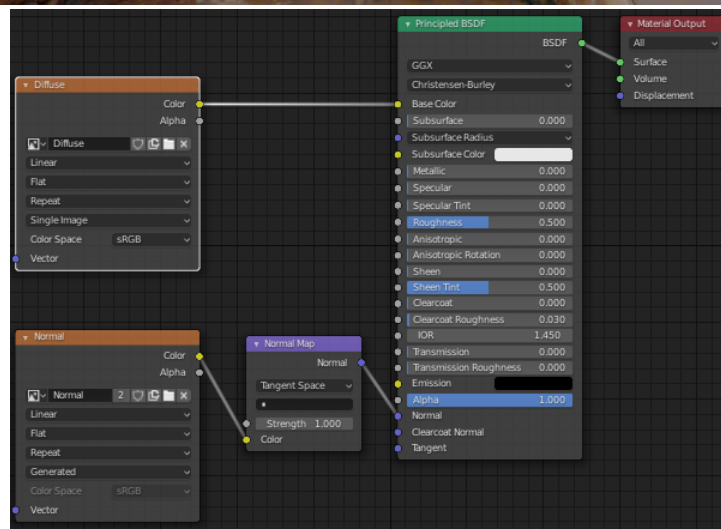 Diffuse
Color
Alpha
Diffuse
Linear
Flat
Repeat
Single Image
Color Space sRGB
Vector
Normal
Color
Alpha
Normal 2
Linear
Flat
Repeat
Generated
Color Space sRGB
Vector
Normal Map
Normal
Tangent Space
Strength 1.000
Color
Principled BSDF
BSDF
GGX
Christensen-Burley
Base Color
Subsurface 0.000
Subsurface Radius
Subsurface Color
Metallic 0.000
Specular 0.000
Specular Tint 0.000
Roughness 0.500
Anisotropic 0.000
Anisotropic Rotation 0.000
Sheen 0.000
Sheen Tint 0.500
Clearcoat 0.000
Clearcoat Roughness 0.030
IOR 1.450
Transmission 0.000
Transmission Roughness 0.000
Emission
Alpha 1.000
Normal
Clearcoat Normal
Tangent
Material Output
All
Surface
Volume
Displacement